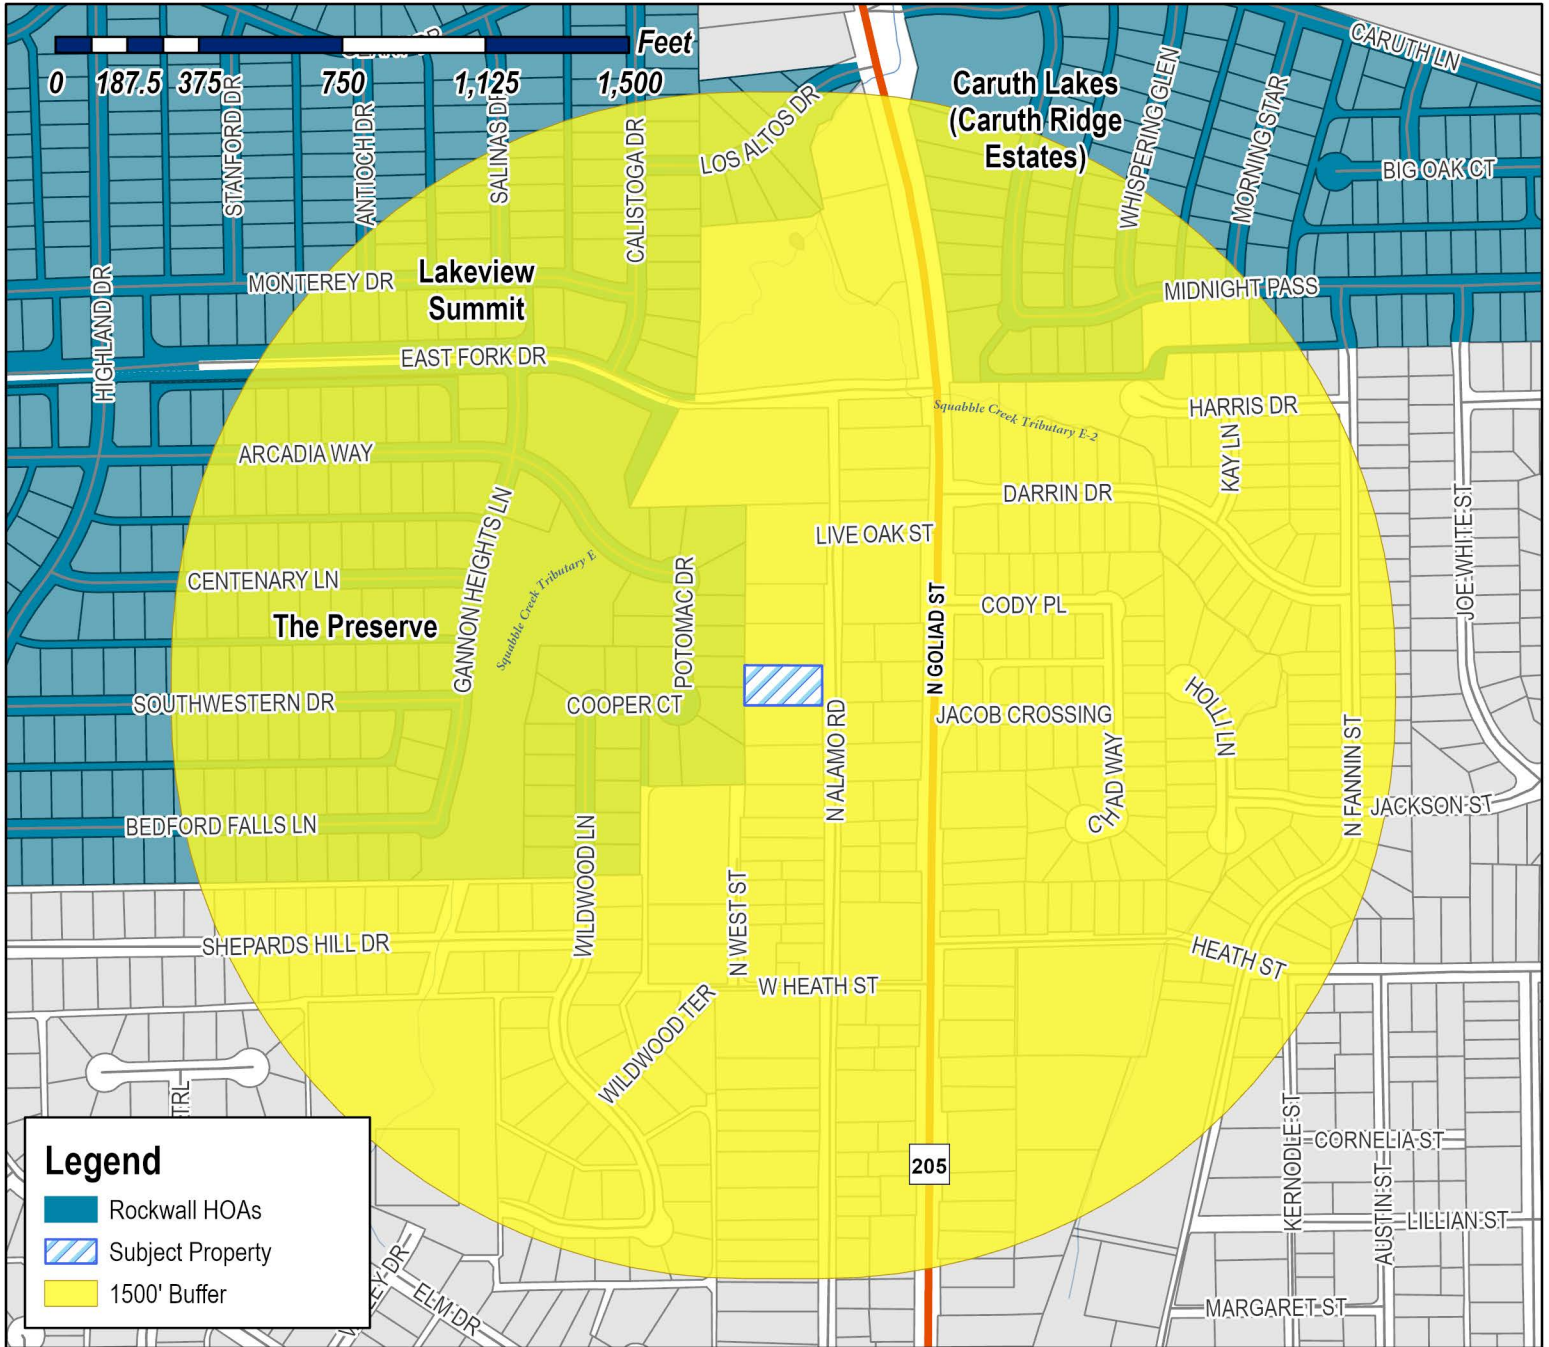 Feet
0 187.5 375 750 1,125 1,500
CARUTH LN
STANFORD DR
ANTIOCH DR
SALINAS DR
CALISTOGA DR
LOS ALTOS DR
Caruth Lakes
(Caruth Ridge
Estates)
WHISPERING GLEN
MORNING STAR
BIG OAK CT
HIGHLAND DR
MONTEREY DR
Lakeview
Summit
MIDNIGHT PASS
EAST FORK DR
Squabble Creek Tributary E-2
HARRIS DR
KAY LN
ARCADIA WAY
DARRIN DR
JOE WHITE ST
GANNON HEIGHTS LN
LIVE OAK ST
Squabble Creek Tributary E
CENTENARY LN
POTOMAC DR
N GOLIAD ST
CODY PL
The Preserve
SOUTHWESTERN DR
COOPER CT
N ALAMO RD
JACOB CROSSING
HOLLI LN
CHAD WAY
N FANNIN ST
JACKSON ST
BEDFORD FALLS LN
WILDWOOD LN
N WEST ST
SHEPARDS HILL DR
HEATH ST
W HEATH ST
WILDWOOD TER
TRL
KERNODLE ST
CORNELIA ST
AUSTIN ST
LILLIAN ST
205
ELM DR
MARGARET ST
Legend
Rockwall HOAs
Subject Property
1500' Buffer